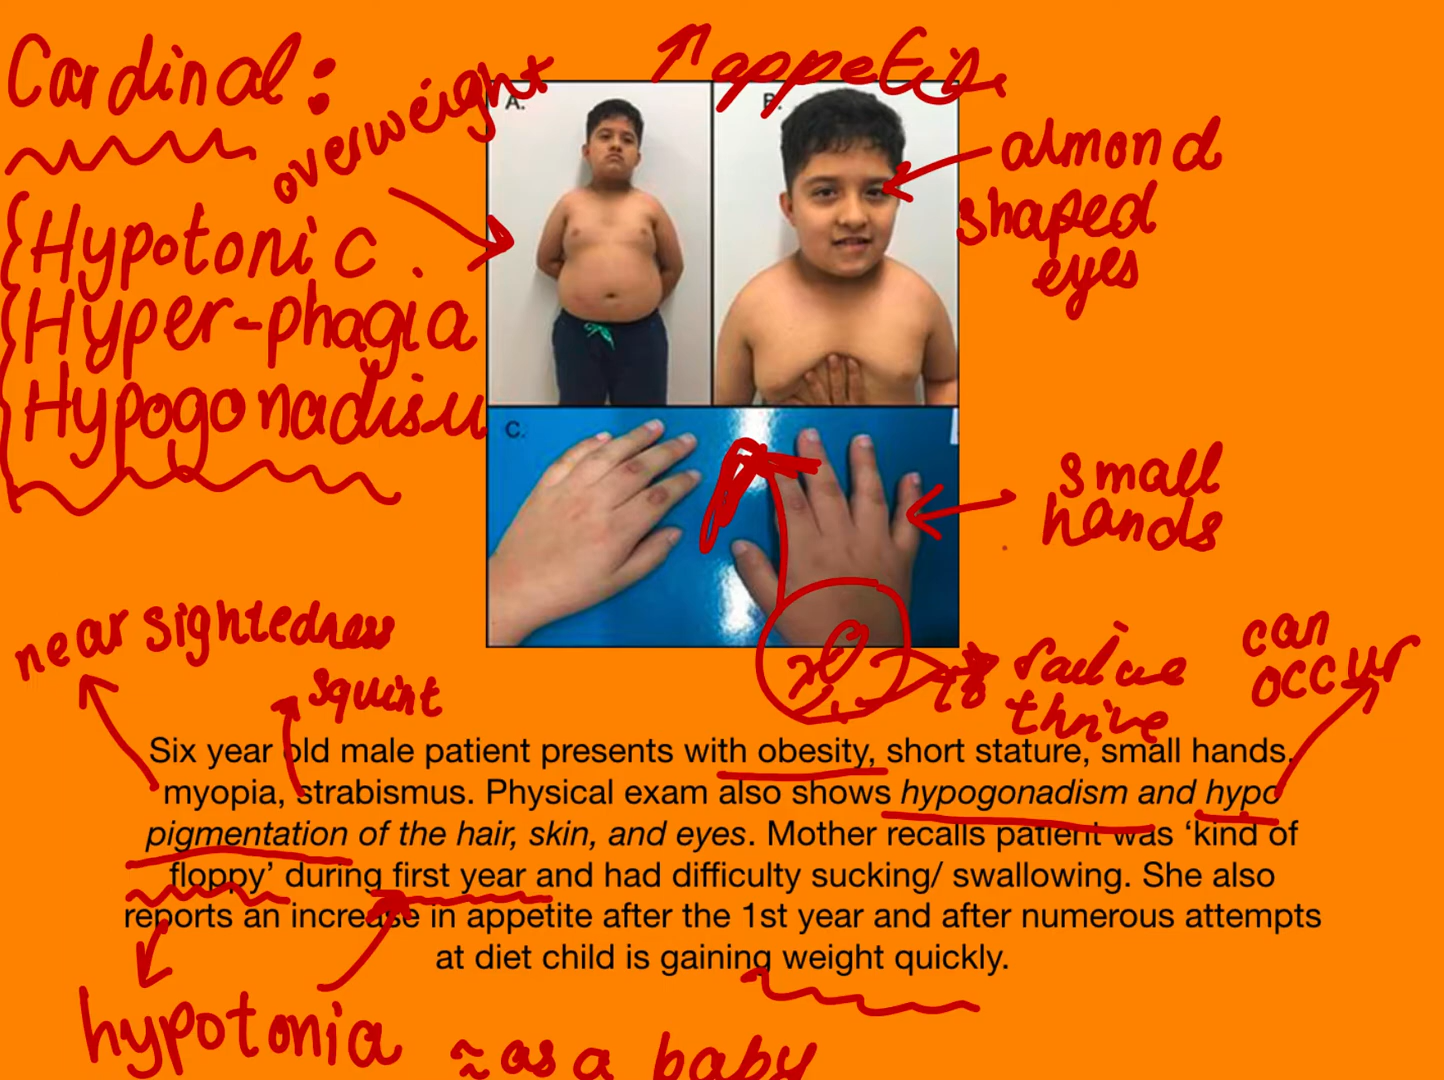 Cardinal:
overweight
↑ appetite
A.
B.
almond
shaped
eyes
Hypotonic
Hyper-phagia
Hypogonadism
C.
small
hands
near sightedness
squint
failure
thrive
can
occur
Six year old male patient presents with obesity, short stature, small hands,
myopia, strabismus. Physical exam also shows hypogonadism and hypo
pigmentation of the hair, skin, and eyes. Mother recalls patient was ‘kind of
floppy’ during first year and had difficulty sucking/ swallowing. She also
reports an increase in appetite after the 1st year and after numerous attempts
at diet child is gaining weight quickly.
hypotonia
≈ as a baby